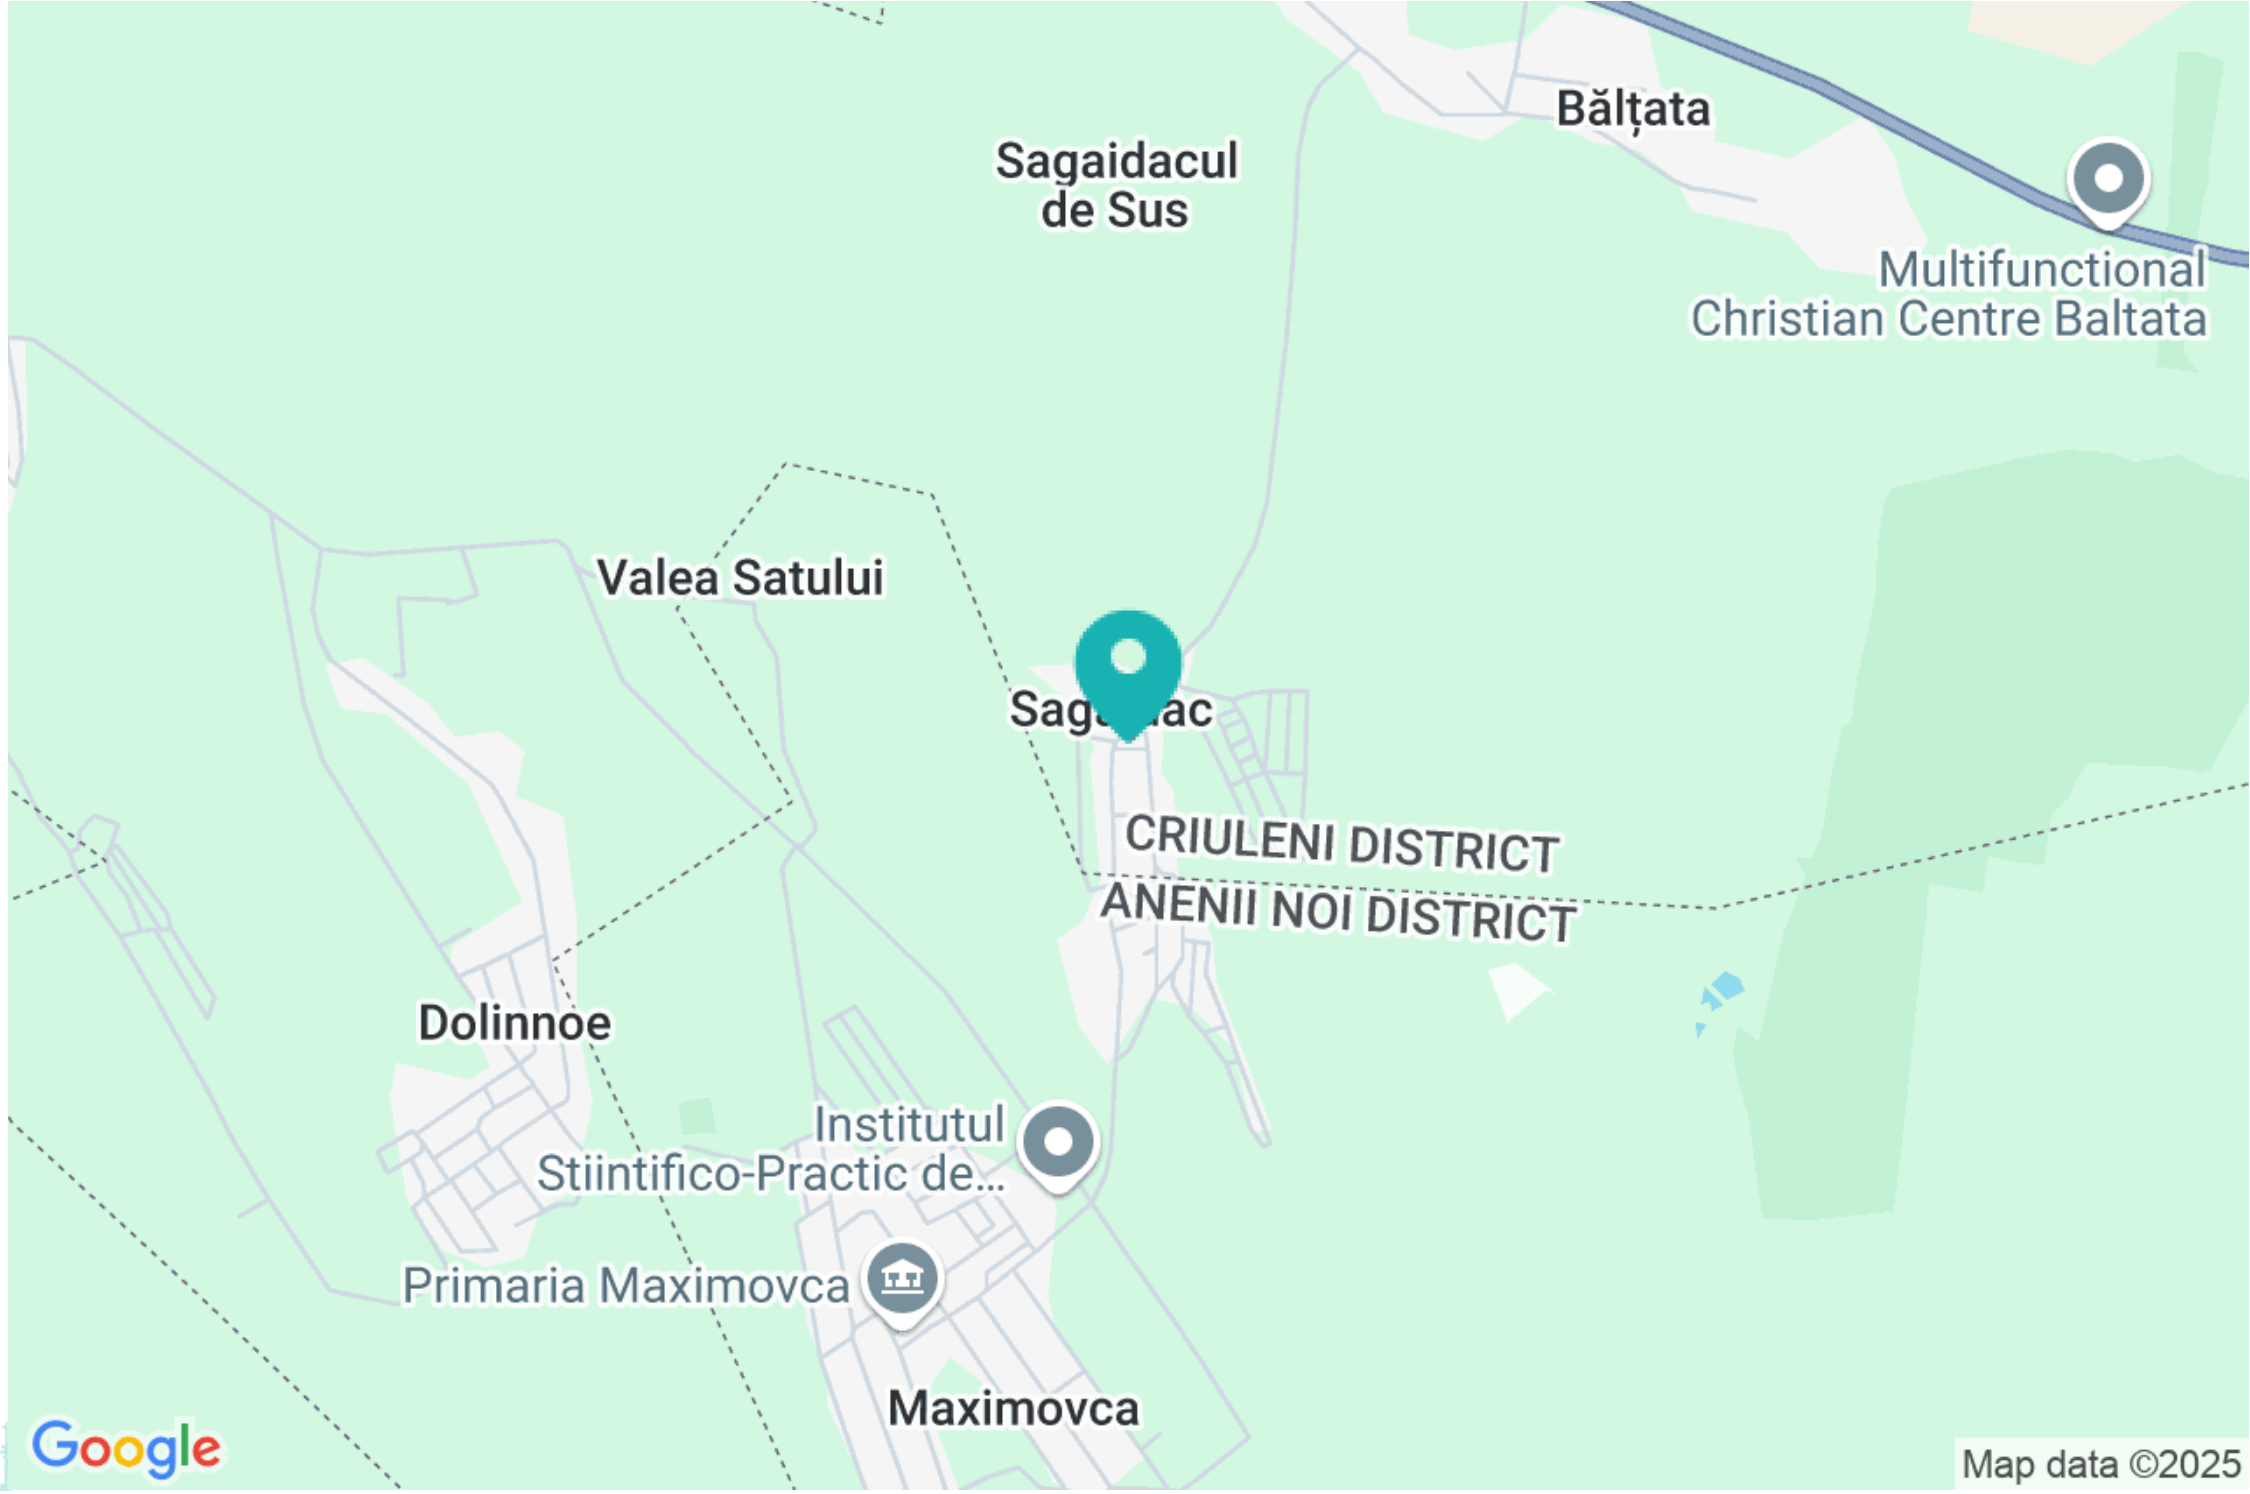 Bălțata
Sagaidacul
de Sus
Multifunctional
Christian Centre Baltata
Valea Satului
CRIULENI DISTRICT
ANENII NOI DISTRICT
Dolinnoe
Institutul
Stiintifico-Practic de...
Primaria Maximovca
Maximovca
Google
Map data ©2025